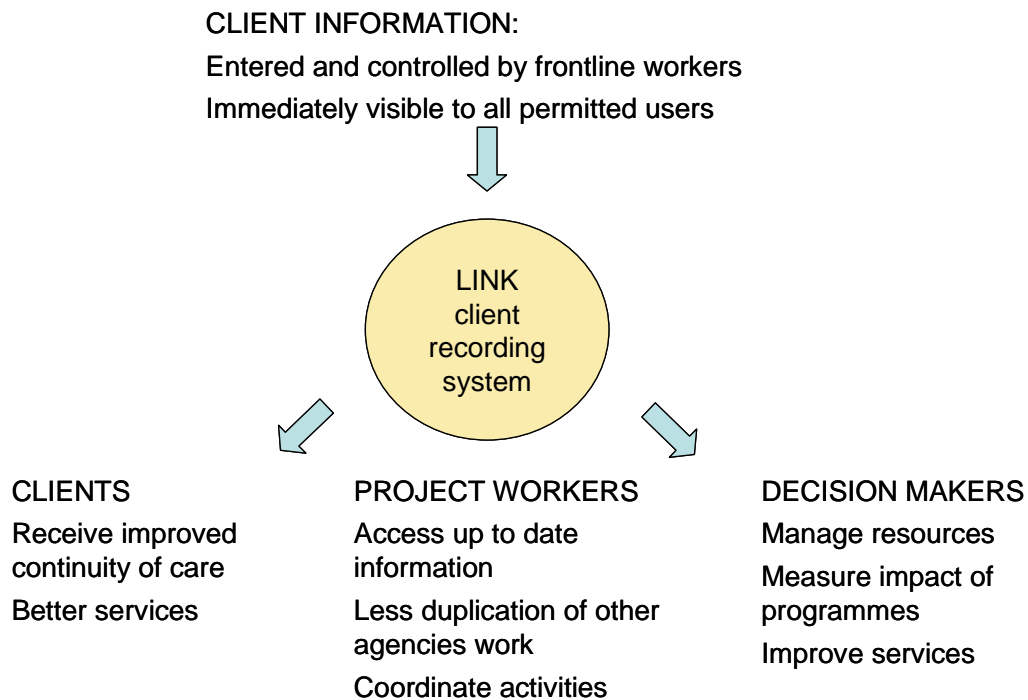 CLIENT INFORMATION:
Entered and controlled by frontline workers
Immediately visible to all permitted users
LINK
client
recording
system
CLIENTS
Receive improved
continuity of care
Better services
PROJECT WORKERS
Access up to date
information
Less duplication of other
agencies work
Coordinate activities
DECISION MAKERS
Manage resources
Measure impact of
programmes
Improve services